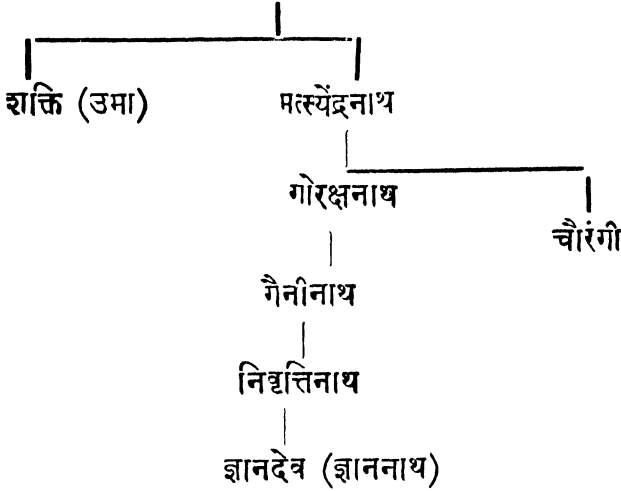 शक्ति (उमा) मत्स्येंद्रनाथ
गोरक्षनाथ
चौरंगी
गैनीनाथ
निवृत्तिनाथ
ज्ञानदेव (ज्ञाननाथ)